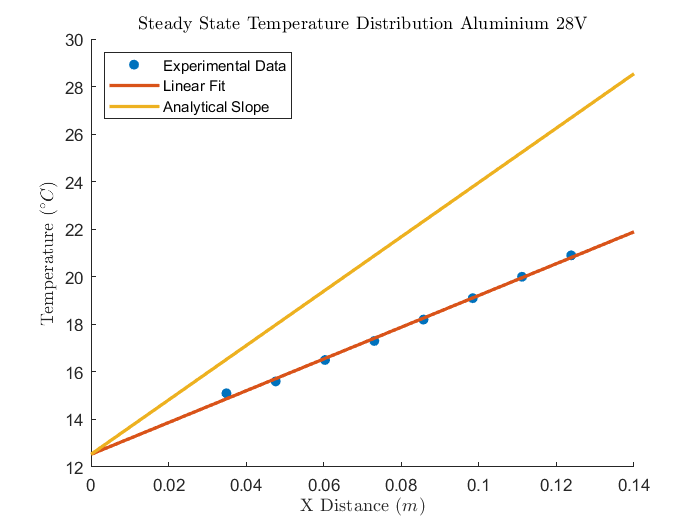 Steady State Temperature Distribution Aluminium 28V
Experimental Data
Linear Fit
Analytical Slope
30
28
26
24
22
20
18
16
14
12
Temperature (°C)
0 0.02 0.04 0.06 0.08 0.1 0.12 0.14
X Distance (m)